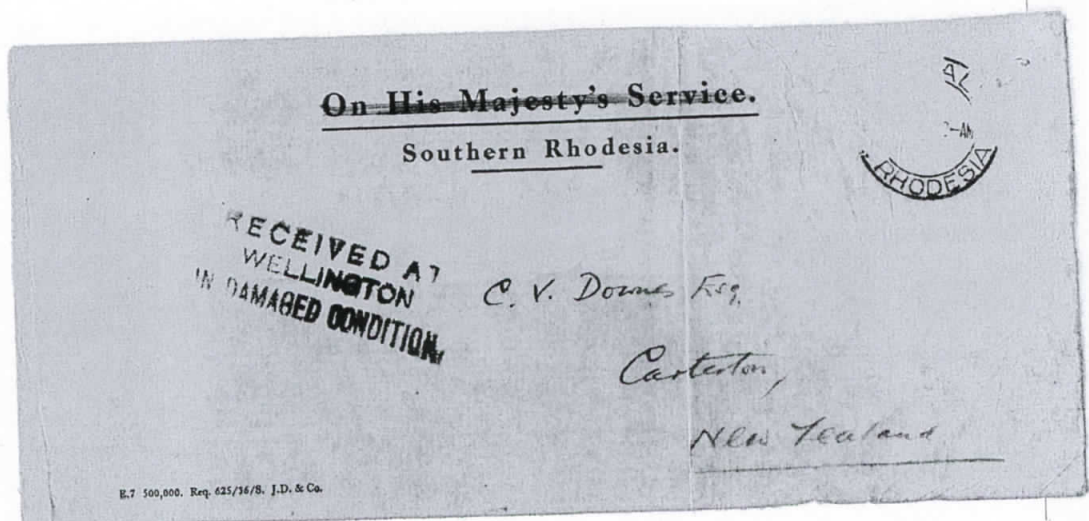 On His Majesty's Service.
Southern Rhodesia.
-AM
RHODESIA
RECEIVED AT
WELLINGTON
IN DAMAGED CONDITION.
C. V. Downes Esq.
Carterton,
New Zealand
E.7 500,000. Req. 625/36/8. J.D. & Co.